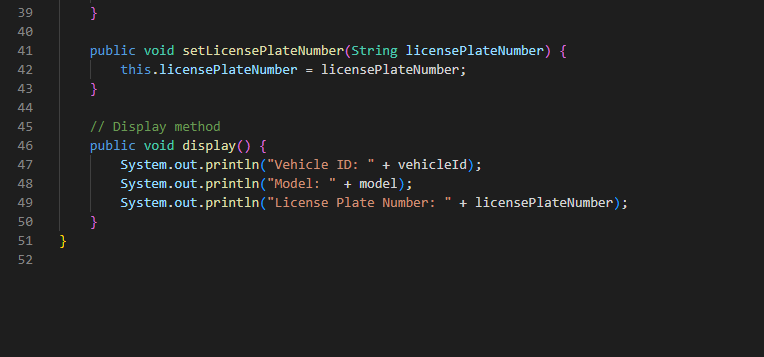 39 }
40
41 public void setLicensePlateNumber(String licensePlateNumber) {
42 this.licensePlateNumber = licensePlateNumber;
43 }
44
45 // Display method
46 public void display() {
47 System.out.println("Vehicle ID: " + vehicleId);
48 System.out.println("Model: " + model);
49 System.out.println("License Plate Number: " + licensePlateNumber);
50 }
51 }
52